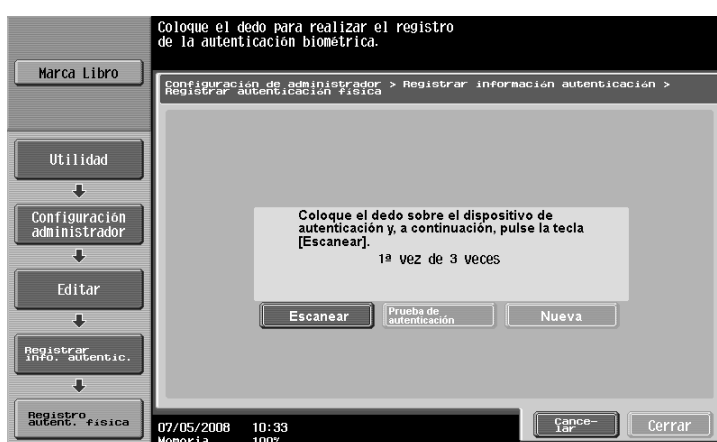 Coloque el dedo para realizar el registro
de la autenticación biométrica.
Marca Libro
Configuración de administrador > Registrar información autenticación >
Registrar autenticación física
Utilidad
Configuración
administrador
Editar
Registrar
info. autentic.
Registro
autent. física
Coloque el dedo sobre el dispositivo de
autenticación y, a continuación, pulse la tecla
[Escanear].
1ª vez de 3 veces
Escanear
Prueba de
autenticación
Nueva
07/05/2008 10:33
Memoria 100%
Cance-
lar
Cerrar